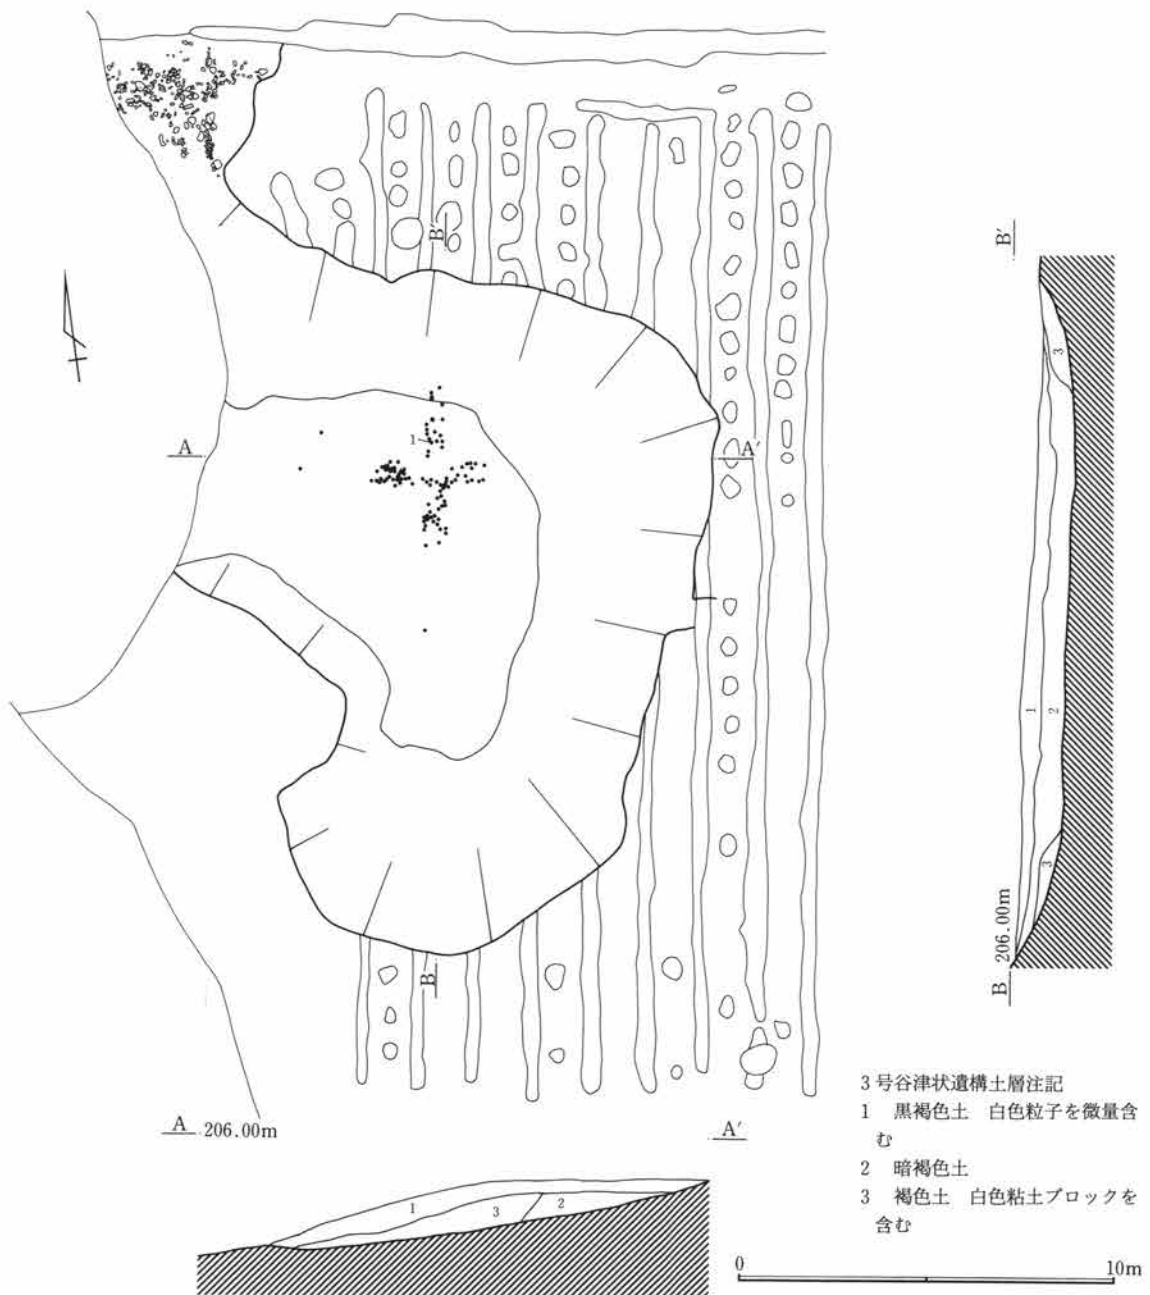 B′
B′
3
1
A
A′
1
2
3
206.00m
B
B
3号谷津状遺構土層注記
1 黒褐色土 白色粒子を微量含
む
2 暗褐色土
3 褐色土 白色粘土ブロックを
含む
A 206.00m
A′
1
3
2
0
10m